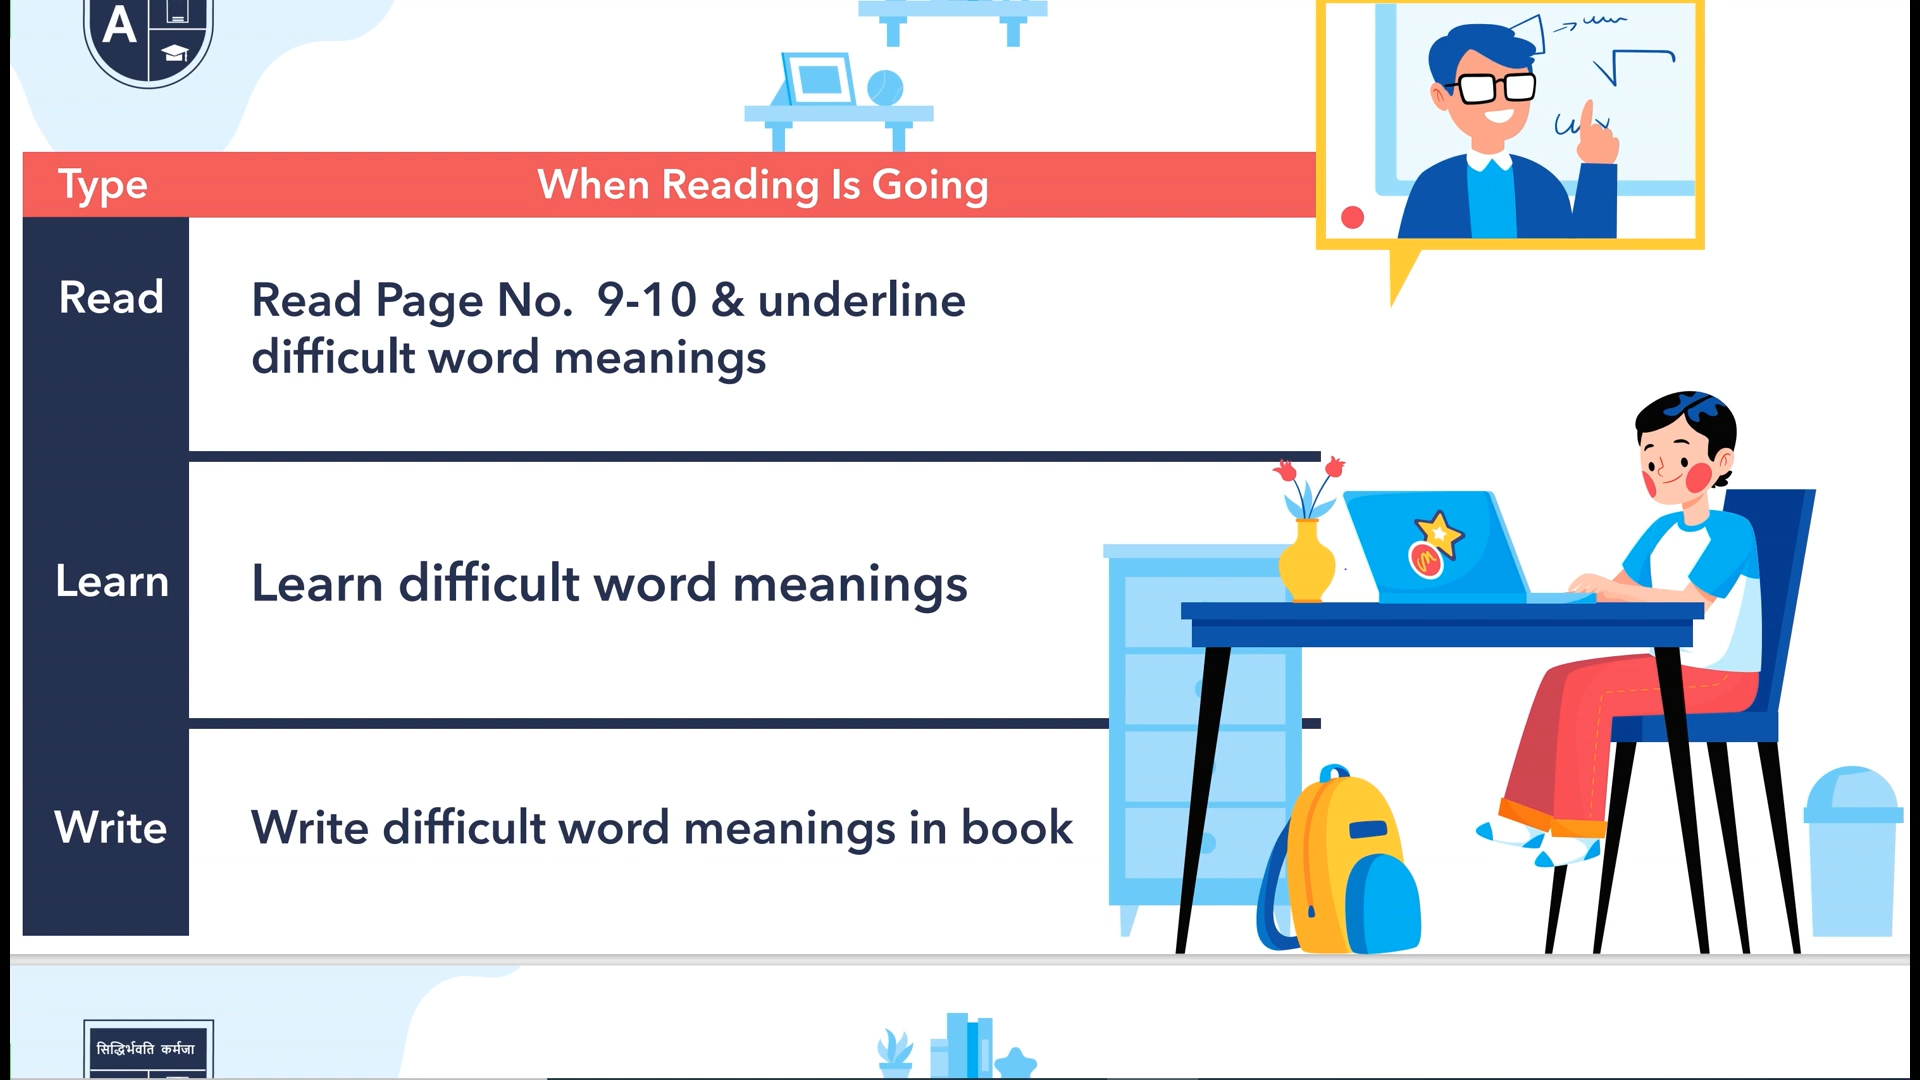 A
Type When Reading Is Going
Read Read Page No. 9-10 & underline
difficult word meanings
Learn Learn difficult word meanings
Write Write difficult word meanings in book
सिद्धिर्भवति कर्मजा